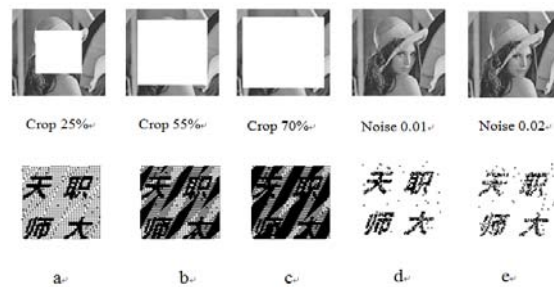 Crop 25% Crop 55% Crop 70% Noise 0.01 Noise 0.02
天职 天职 天职 天职 天职
师大 师大 师大 师大 师大
a b c d e